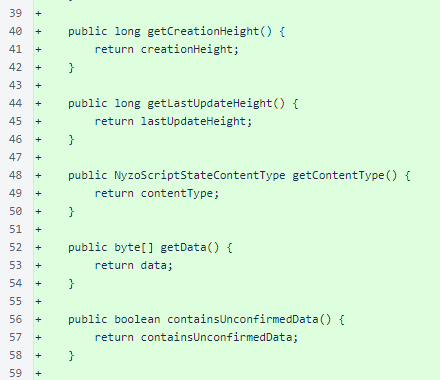 39 +
40 + public long getCreationHeight() {
41 + return creationHeight;
42 + }
43 +
44 + public long getLastUpdateHeight() {
45 + return lastUpdateHeight;
46 + }
47 +
48 + public NyzoScriptStateContentType getContentType() {
49 + return contentType;
50 + }
51 +
52 + public byte[] getData() {
53 + return data;
54 + }
55 +
56 + public boolean containsUnconfirmedData() {
57 + return containsUnconfirmedData;
58 + }
59 +